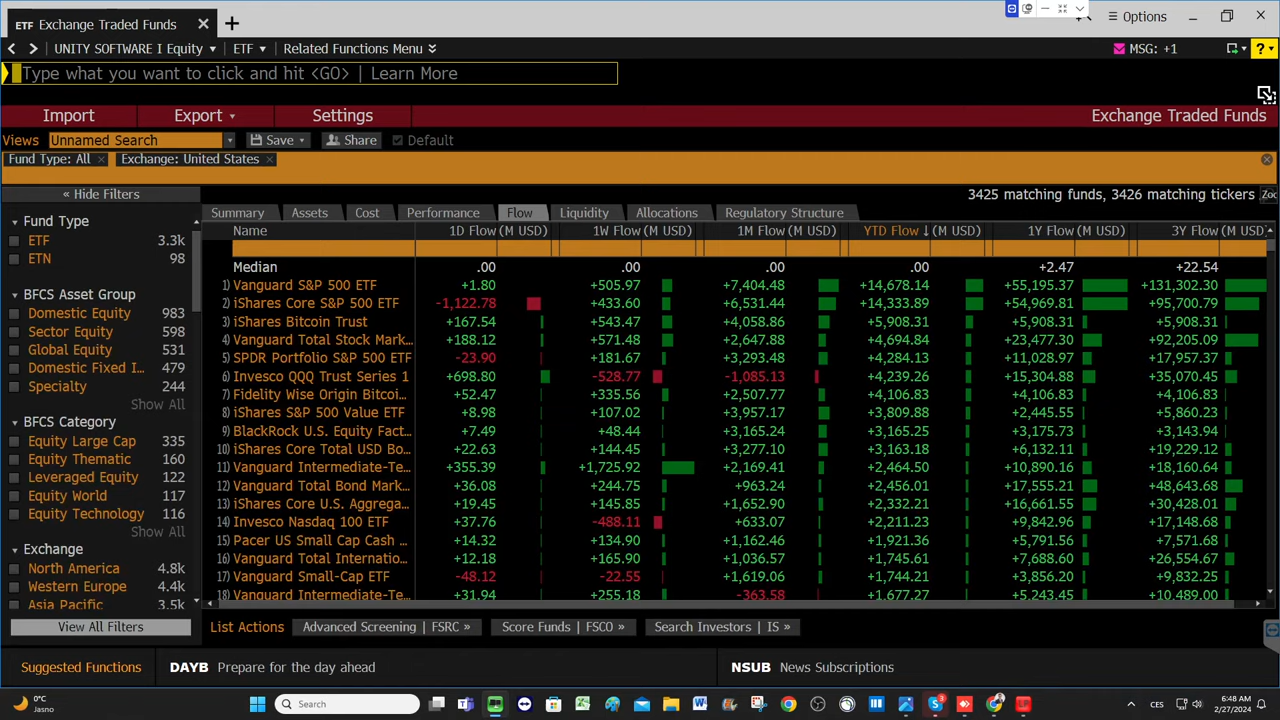 ETF Exchange Traded Funds
Options
UNITY SOFTWARE I Equity ETF Related Functions Menu MSG: +1 ?
Type what you want to click and hit <GO> | Learn More
Import Export Settings Exchange Traded Funds
Views Unnamed Search Save Share Default
Fund Type: All Exchange: United States
« Hide Filters 3425 matching funds, 3426 matching tickers
Summary Assets Cost Performance Flow Liquidity Allocations Regulatory Structure
Name 1D Flow (M USD) 1W Flow (M USD) 1M Flow (M USD) YTD Flow ↓ (M USD) 1Y Flow (M USD) 3Y Flow (M USD
Median .00 .00 .00 .00 +2.47 +22.54
1) Vanguard S&P 500 ETF +1.80 +505.97 +7,404.48 +14,678.14 +55,195.37 +131,302.30
2) iShares Core S&P 500 ETF -1,122.78 +433.60 +6,531.44 +14,333.89 +54,969.81 +95,700.79
3) iShares Bitcoin Trust +167.54 +543.47 +4,058.86 +5,908.31 +5,908.31 +5,908.31
4) Vanguard Total Stock Mark... +188.12 +571.48 +2,647.88 +4,694.84 +23,477.30 +92,205.09
5) SPDR Portfolio S&P 500 ETF -23.90 +181.67 +3,293.48 +4,284.13 +11,028.97 +17,957.37
6) Invesco QQQ Trust Series 1 +698.80 -528.77 -1,085.13 +4,239.26 +15,304.88 +35,070.45
7) Fidelity Wise Origin Bitcoi... +52.47 +335.56 +2,507.77 +4,106.83 +4,106.83 +4,106.83
8) iShares S&P 500 Value ETF +8.98 +107.02 +3,957.17 +3,809.88 +2,445.55 +5,860.23
9) BlackRock U.S. Equity Fact... +7.49 +48.44 +3,165.24 +3,165.25 +3,175.73 +3,143.94
10) iShares Core Total USD Bo... +22.63 +144.45 +3,277.10 +3,163.18 +6,132.11 +19,229.12
11) Vanguard Intermediate-Te... +355.39 +1,725.92 +2,169.41 +2,464.50 +10,890.16 +18,160.64
12) Vanguard Total Bond Mark... +36.08 +244.75 +963.24 +2,456.01 +17,555.21 +48,643.68
13) iShares Core U.S. Aggrega... +19.45 +145.85 +1,652.90 +2,332.21 +16,661.55 +30,428.01
14) Invesco Nasdaq 100 ETF +37.76 -488.11 +633.07 +2,211.23 +9,842.96 +17,148.68
15) Pacer US Small Cap Cash ... +14.32 +134.90 +1,162.46 +1,921.36 +5,791.56 +7,571.68
16) Vanguard Total Internatio... +12.18 +165.90 +1,036.57 +1,745.61 +7,688.60 +26,554.67
17) Vanguard Small-Cap ETF -48.12 -22.55 +1,619.06 +1,744.21 +3,856.20 +9,832.25
18) Vanguard Intermediate-Te... +31.94 +255.18 -363.58 +1,677.27 +5,243.45 +10,489.00
Fund Type
ETF 3.3k
ETN 98
BFCS Asset Group
Domestic Equity 983
Sector Equity 598
Global Equity 531
Domestic Fixed I... 479
Specialty 244
Show All
BFCS Category
Equity Large Cap 335
Equity Thematic 160
Leveraged Equity 122
Equity World 117
Equity Technology 116
Show All
Exchange
North America 4.8k
Western Europe 4.4k
Asia Pacific 3.5k
View All Filters
List Actions Advanced Screening | FSRC » Score Funds | FSCO » Search Investors | IS »
Suggested Functions DAYB Prepare for the day ahead NSUB News Subscriptions
0°C
Jasno
Search
CES
6:48 AM
2/27/2024